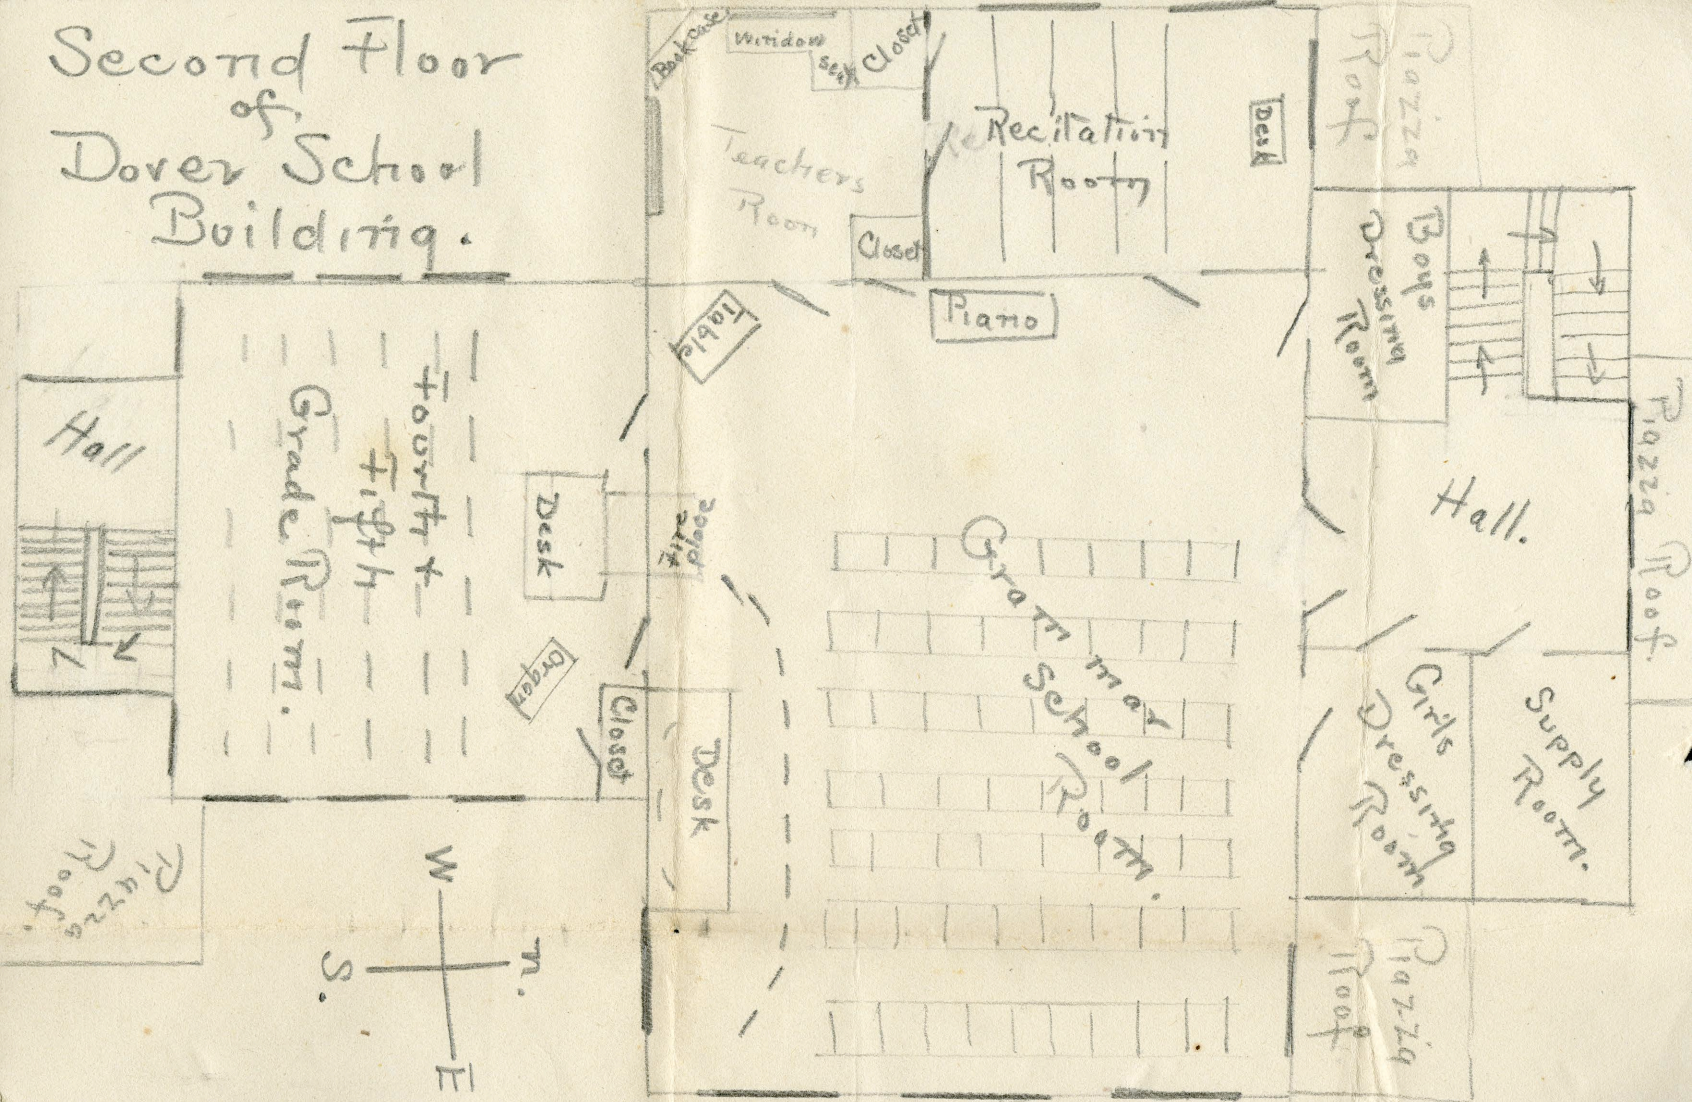 Second Floor
of
Dover School
Building.
Bookcase
Window
seat
Closet
Teachers
Room
Closet
Recitation
Room
Desk
Piazza
Roof
Boys
Dressing
Room
Table
Piano
Hall
Fourth +
Fifth
Grade Room.
Desk
Fire
place
Organ
Closet
Desk
Grammar
School
Room.
Hall.
Piazza Roof.
Girls
Dressing
Room
Supply
Room.
Piazza
Roof.
W
S.
n.
E
Piazza
Roof